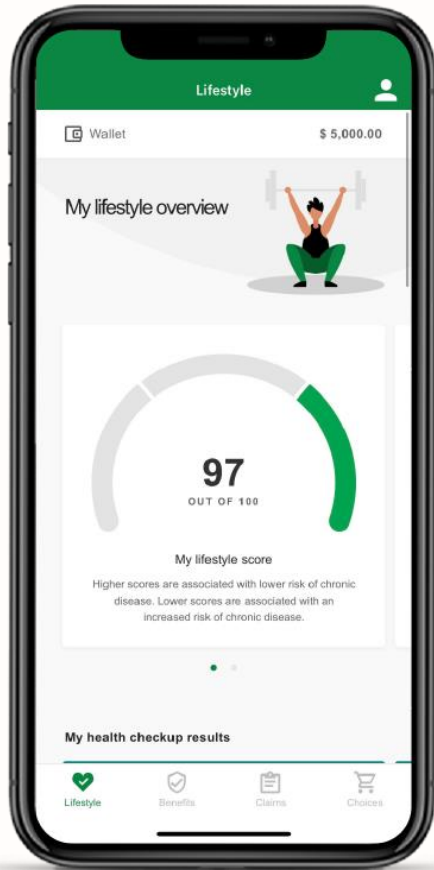 Lifestyle
Wallet $ 5,000.00
My lifestyle overview
97
OUT OF 100
My lifestyle score
Higher scores are associated with lower risk of chronic
disease. Lower scores are associated with an
increased risk of chronic disease.
My health checkup results
Lifestyle Benefits Claims Choices